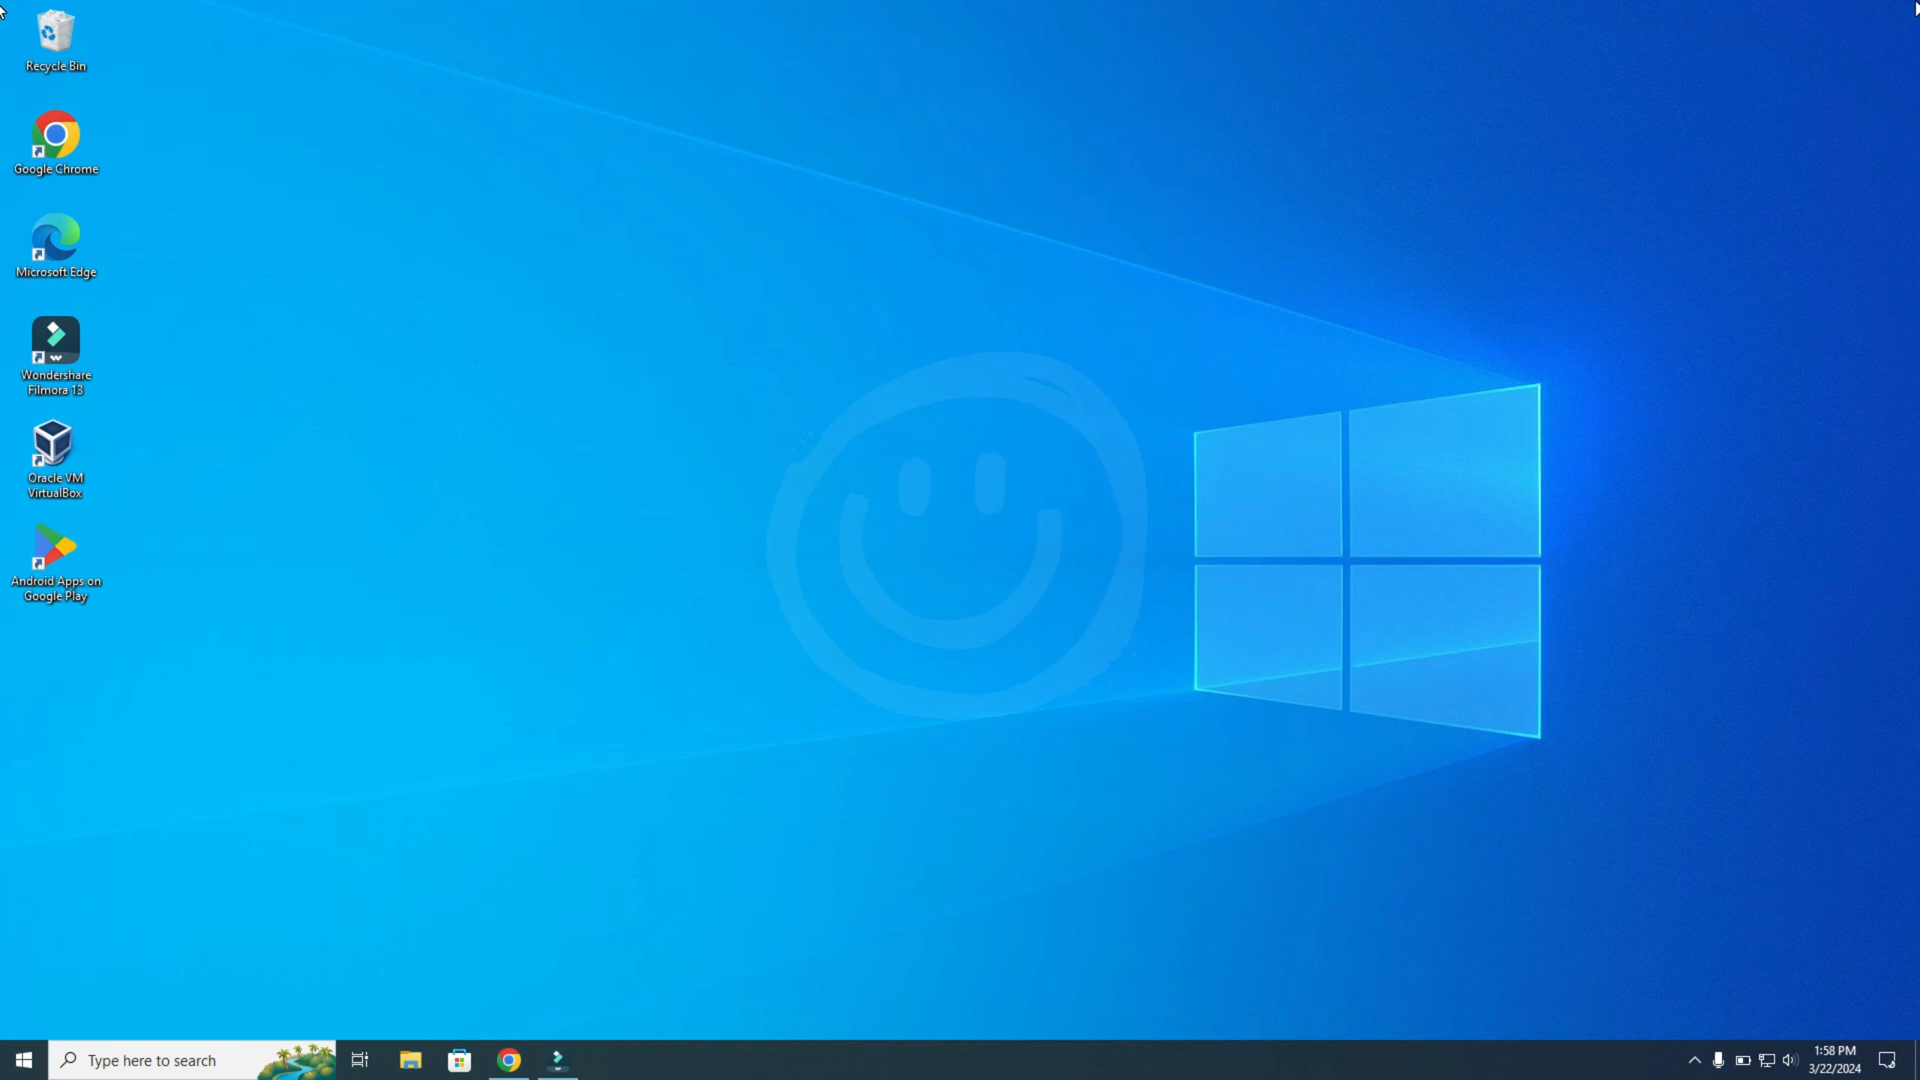 Recycle Bin
Google Chrome
Microsoft Edge
Wondershare
Filmora 13
Oracle VM
VirtualBox
Android Apps on
Google Play
Type here to search
1:58 PM
3/22/2024